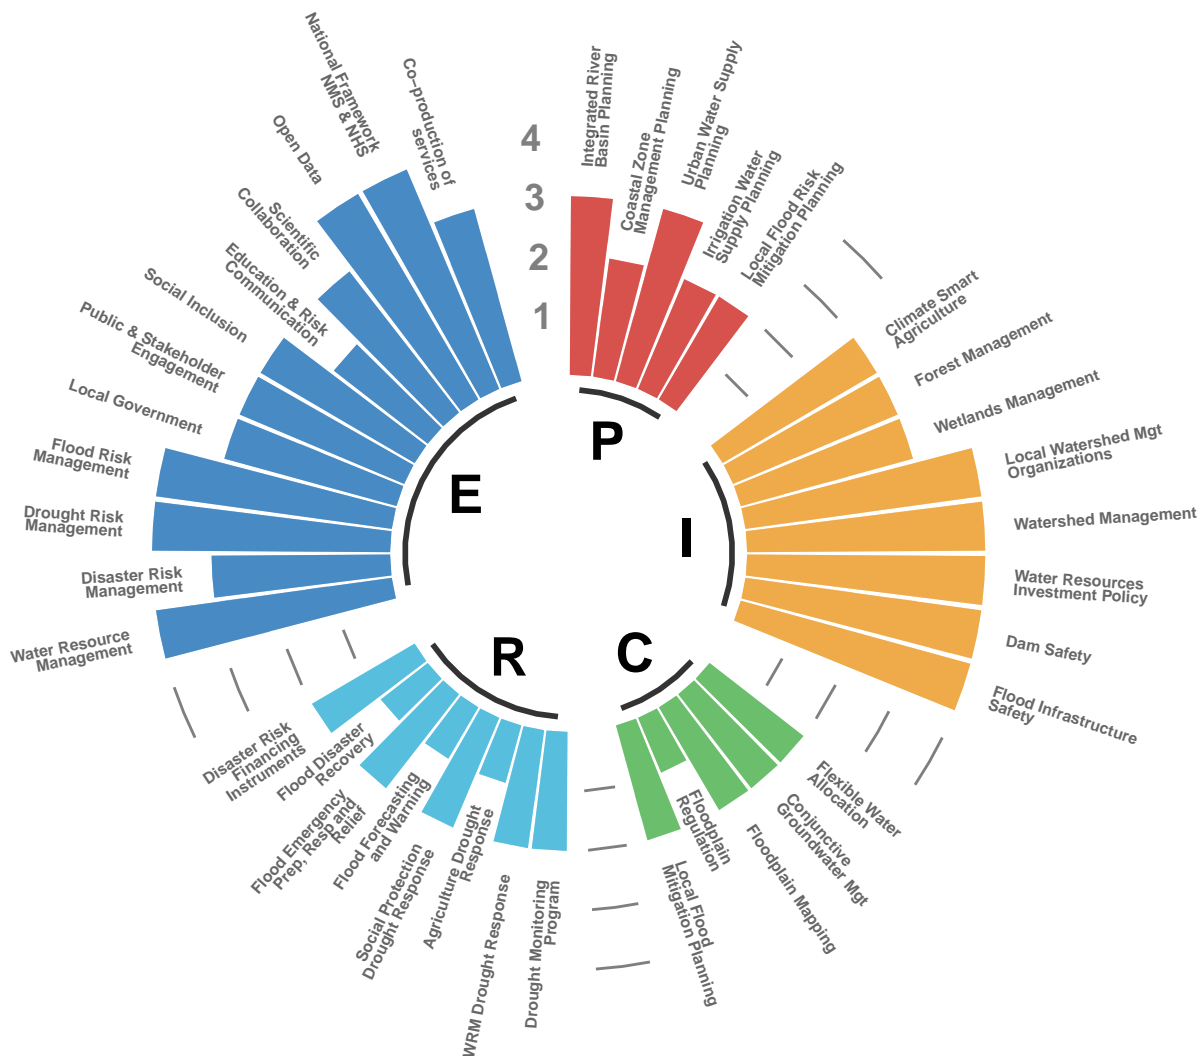 4
3
2
1
Integrated River
Basin Planning
Coastal Zone
Management Planning
Urban Water Supply
Planning
Irrigation Water
Supply Planning
Local Flood Risk
Mitigation Planning
P
Climate Smart
Agriculture
Forest Management
Wetlands Management
Local Watershed Mgt
Organizations
Watershed Management
Water Resources
Investment Policy
Dam Safety
Flood Infrastructure
Safety
I
Flexible Water
Allocation
Conjunctive
Groundwater Mgt
Floodplain Mapping
Floodplain
Regulation
Local Flood
Mitigation Planning
C
Drought Monitoring
Program
WRM Drought Response
Agriculture Drought
Response
Social Protection
Drought Response
Flood Forecasting
and Warning
Flood Emergency
Prep, Resp and
Relief
Flood Disaster
Recovery
Disaster Risk
Financing
Instruments
R
Water Resource
Management
Disaster Risk
Management
Drought Risk
Management
Flood Risk
Management
Local Government
Public & Stakeholder
Engagement
Social Inclusion
Education & Risk
Communication
Scientific
Collaboration
Open Data
National Framework
NMS & NHS
Co−production of
services
E